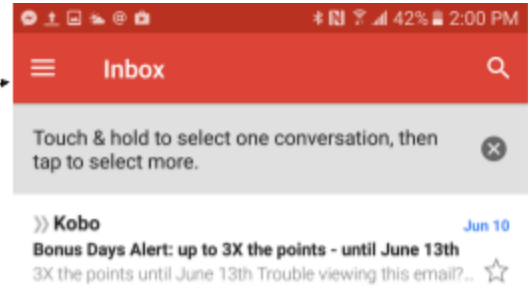 42% 2:00 PM
Inbox
Touch & hold to select one conversation, then
tap to select more.
Kobo Jun 10
Bonus Days Alert: up to 3X the points - until June 13th
3X the points until June 13th Trouble viewing this email?..